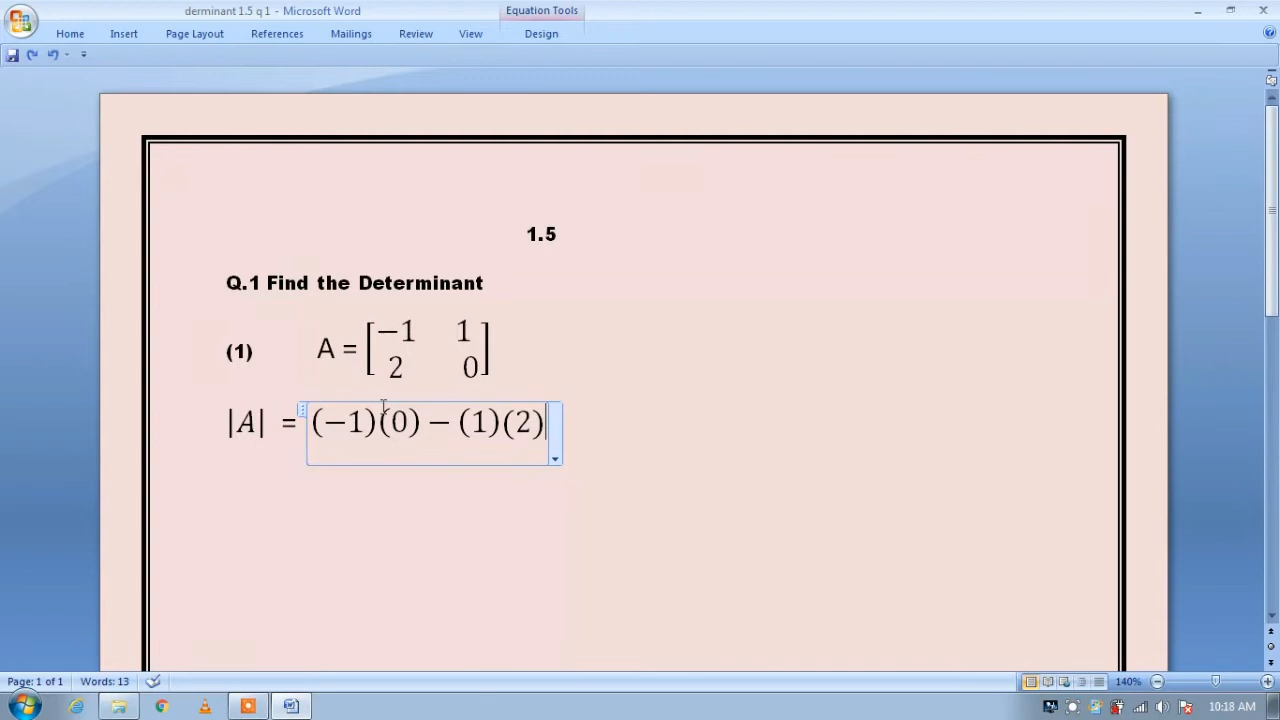 derminant 1.5 q 1 - Microsoft Word
Equation Tools
Home Insert Page Layout References Mailings Review View Design
1.5
Q.1 Find the Determinant
(1) A = [−1 1
2 0]
|A| = (−1)(0) − (1)(2)
Page: 1 of 1 Words: 13 140%
10:18 AM